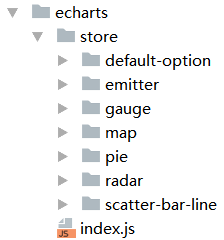 echarts
store
default-option
emitter
gauge
map
pie
radar
scatter-bar-line
JS index.js